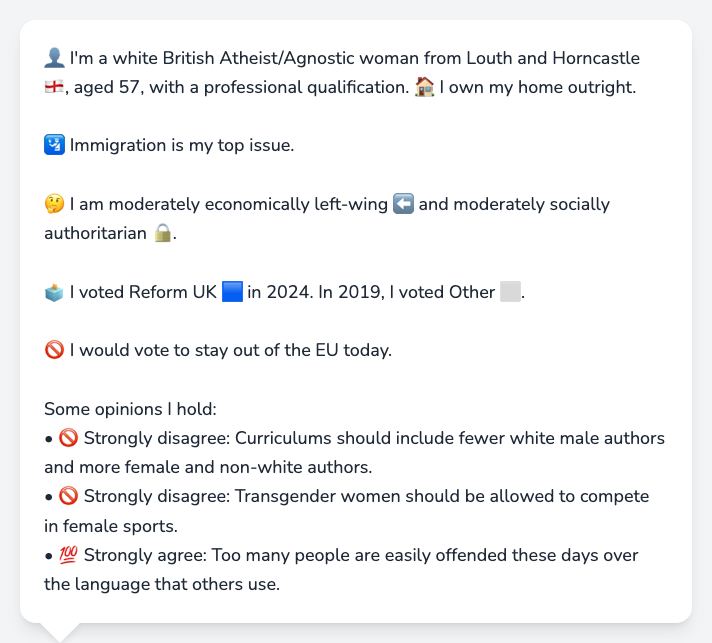 👤 I'm a white British Atheist/Agnostic woman from Louth and Horncastle
🏴󠁧󠁢󠁥󠁮󠁧󠁿, aged 57, with a professional qualification. 🏠 I own my home outright.
🛂 Immigration is my top issue.
🤔 I am moderately economically left-wing ⬅️ and moderately socially
authoritarian 🔒.
🗳️ I voted Reform UK 🟦 in 2024. In 2019, I voted Other ⬜.
🚫 I would vote to stay out of the EU today.
Some opinions I hold:
• 🚫 Strongly disagree: Curriculums should include fewer white male authors
and more female and non-white authors.
• 🚫 Strongly disagree: Transgender women should be allowed to compete
in female sports.
• 💯 Strongly agree: Too many people are easily offended these days over
the language that others use.